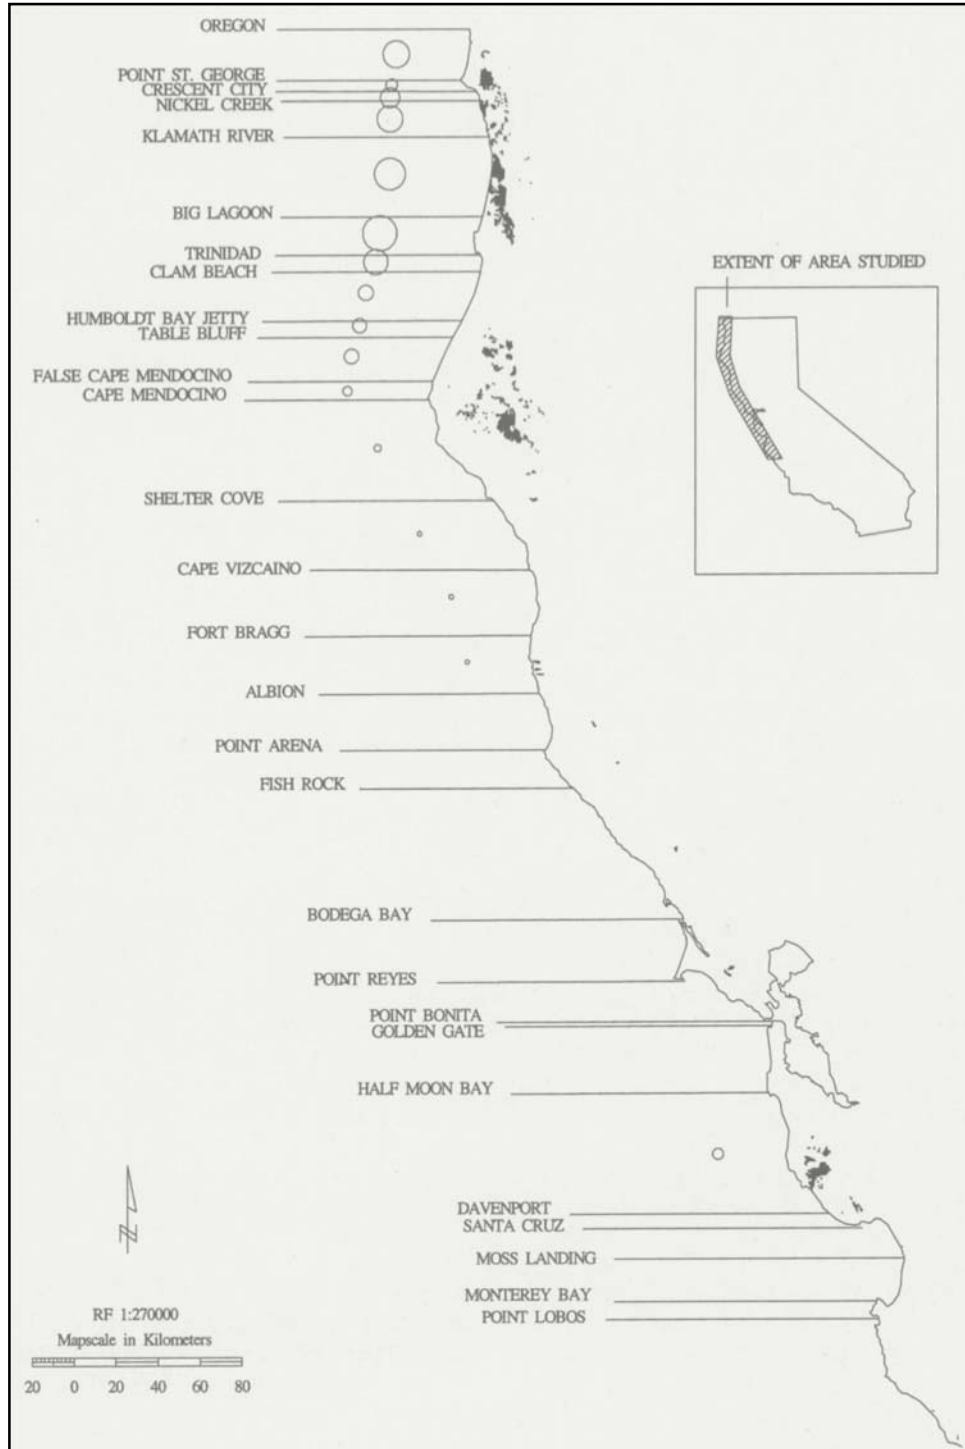 OREGON
POINT ST. GEORGE
CRESCENT CITY
NICKEL CREEK
KLAMATH RIVER
BIG LAGOON
TRINIDAD
CLAM BEACH
EXTENT OF AREA STUDIED
HUMBOLDT BAY JETTY
TABLE BLUFF
FALSE CAPE MENDOCINO
CAPE MENDOCINO
SHELTER COVE
CAPE VIZCAINO
FORT BRAGG
ALBION
POINT ARENA
FISH ROCK
BODEGA BAY
POINT REYES
POINT BONITA
GOLDEN GATE
HALF MOON BAY
DAVENPORT
SANTA CRUZ
MOSS LANDING
MONTEREY BAY
POINT LOBOS
RF 1:270000
Mapscale in Kilometers
20 0 20 40 60 80